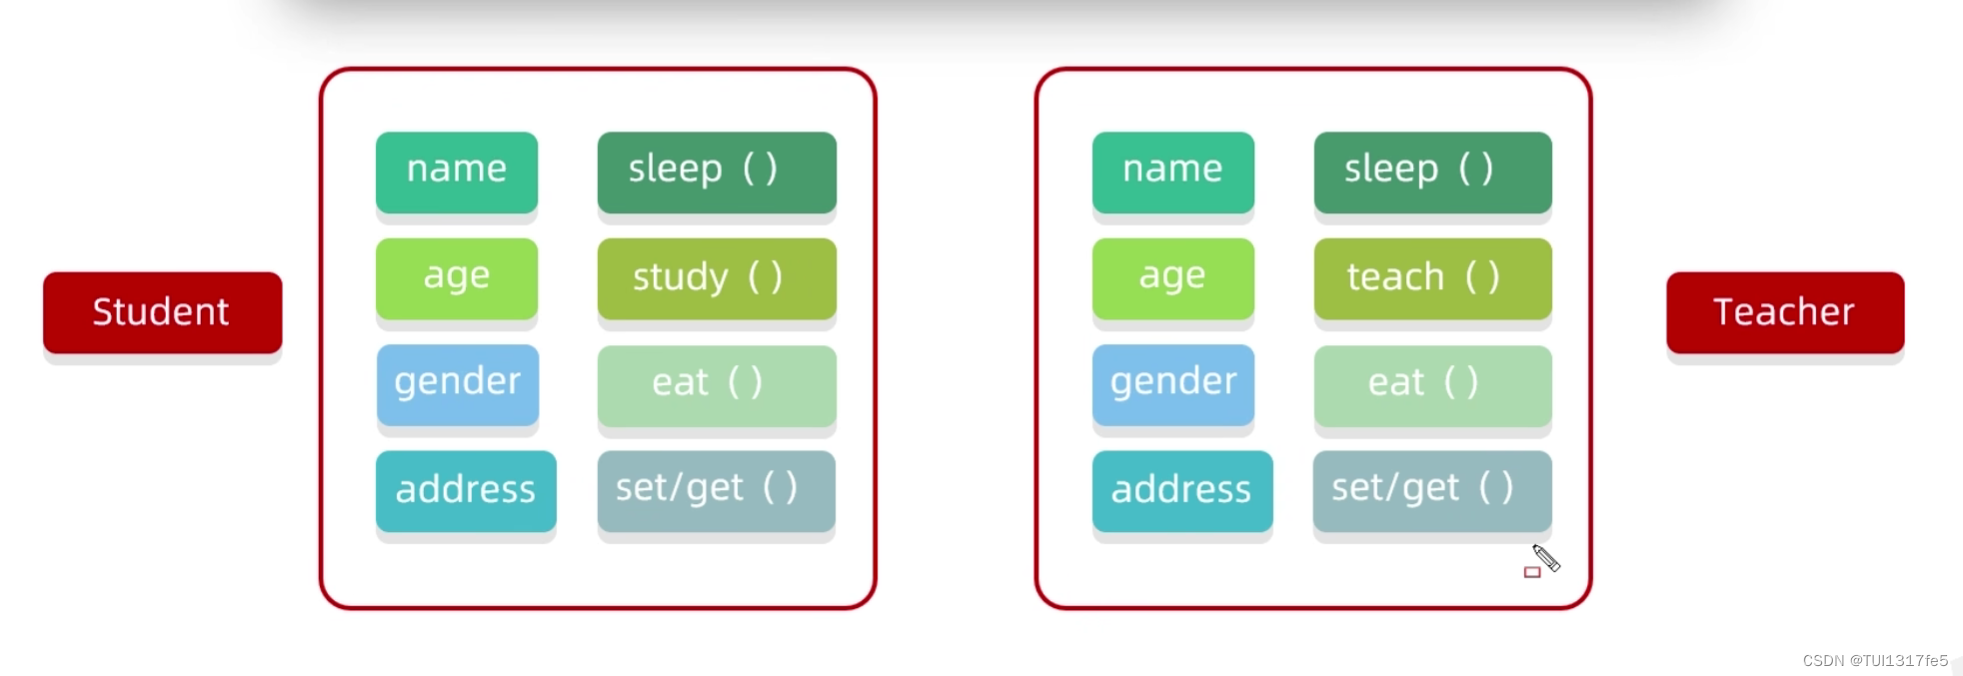 Student
name
sleep ()
age
study ()
gender
eat ()
address
set/get ()
name
sleep ()
age
teach ()
gender
eat ()
address
set/get ()
Teacher
CSDN @TUI1317fe5